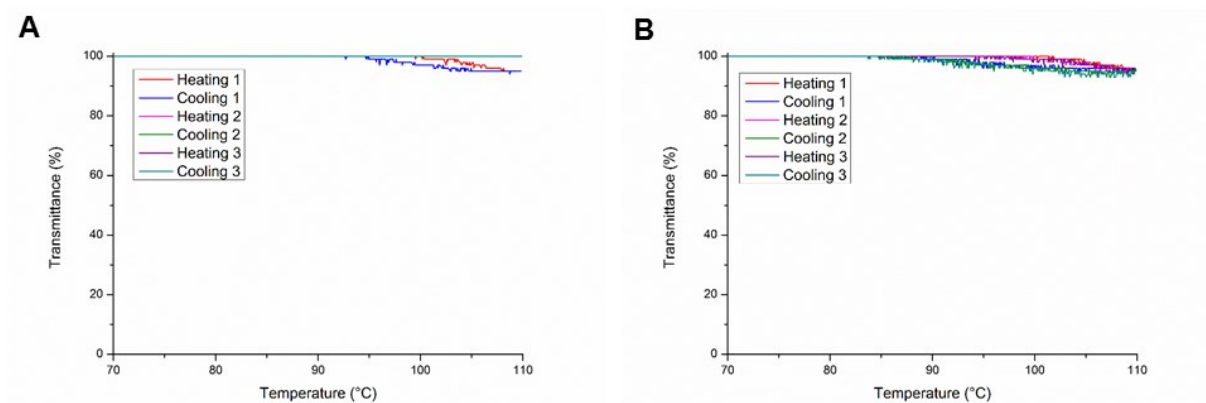 A
Transmittance (%)
100
80
60
40
20
0
Heating 1
Cooling 1
Heating 2
Cooling 2
Heating 3
Cooling 3
70
80
90
100
110
Temperature (°C)
B
Transmittance (%)
100
80
60
40
20
0
Heating 1
Cooling 1
Heating 2
Cooling 2
Heating 3
Cooling 3
70
80
90
100
110
Temperature (°C)